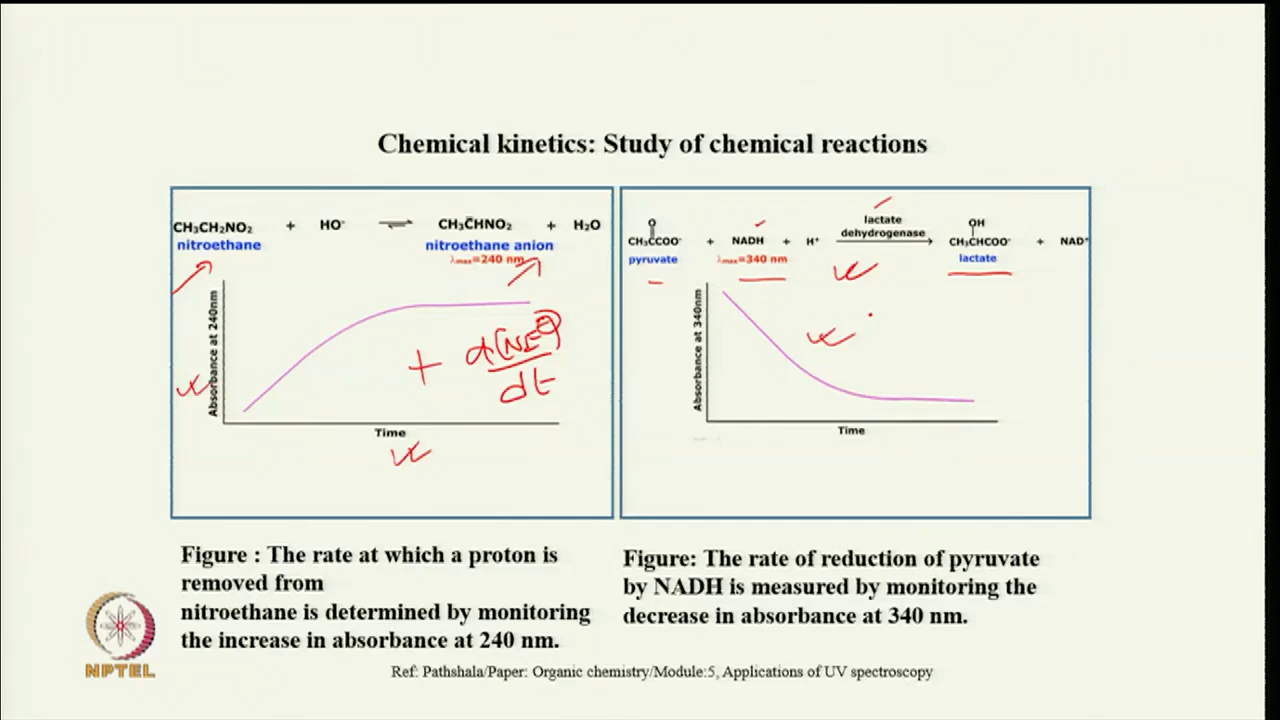 Chemical kinetics: Study of chemical reactions
CH₃CH₂NO₂ + HO⁻ ⇌ CH₃C̄HNO₂ + H₂O
nitroethane nitroethane anion
λmax=240 nm
Absorbance at 240nm
+ d[NE⁻]/dt
Time
O
CH₃CCOO⁻ + NADH + H⁺ lactate dehydrogenase → CH₃CHCOO⁻ + NAD⁺
OH
pyruvate λmax=340 nm lactate
Absorbance at 340nm
Time
Figure : The rate at which a proton is
removed from
nitroethane is determined by monitoring
the increase in absorbance at 240 nm.
Figure: The rate of reduction of pyruvate
by NADH is measured by monitoring the
decrease in absorbance at 340 nm.
NPTEL
Ref: Pathshala/Paper: Organic chemistry/Module:5, Applications of UV spectroscopy